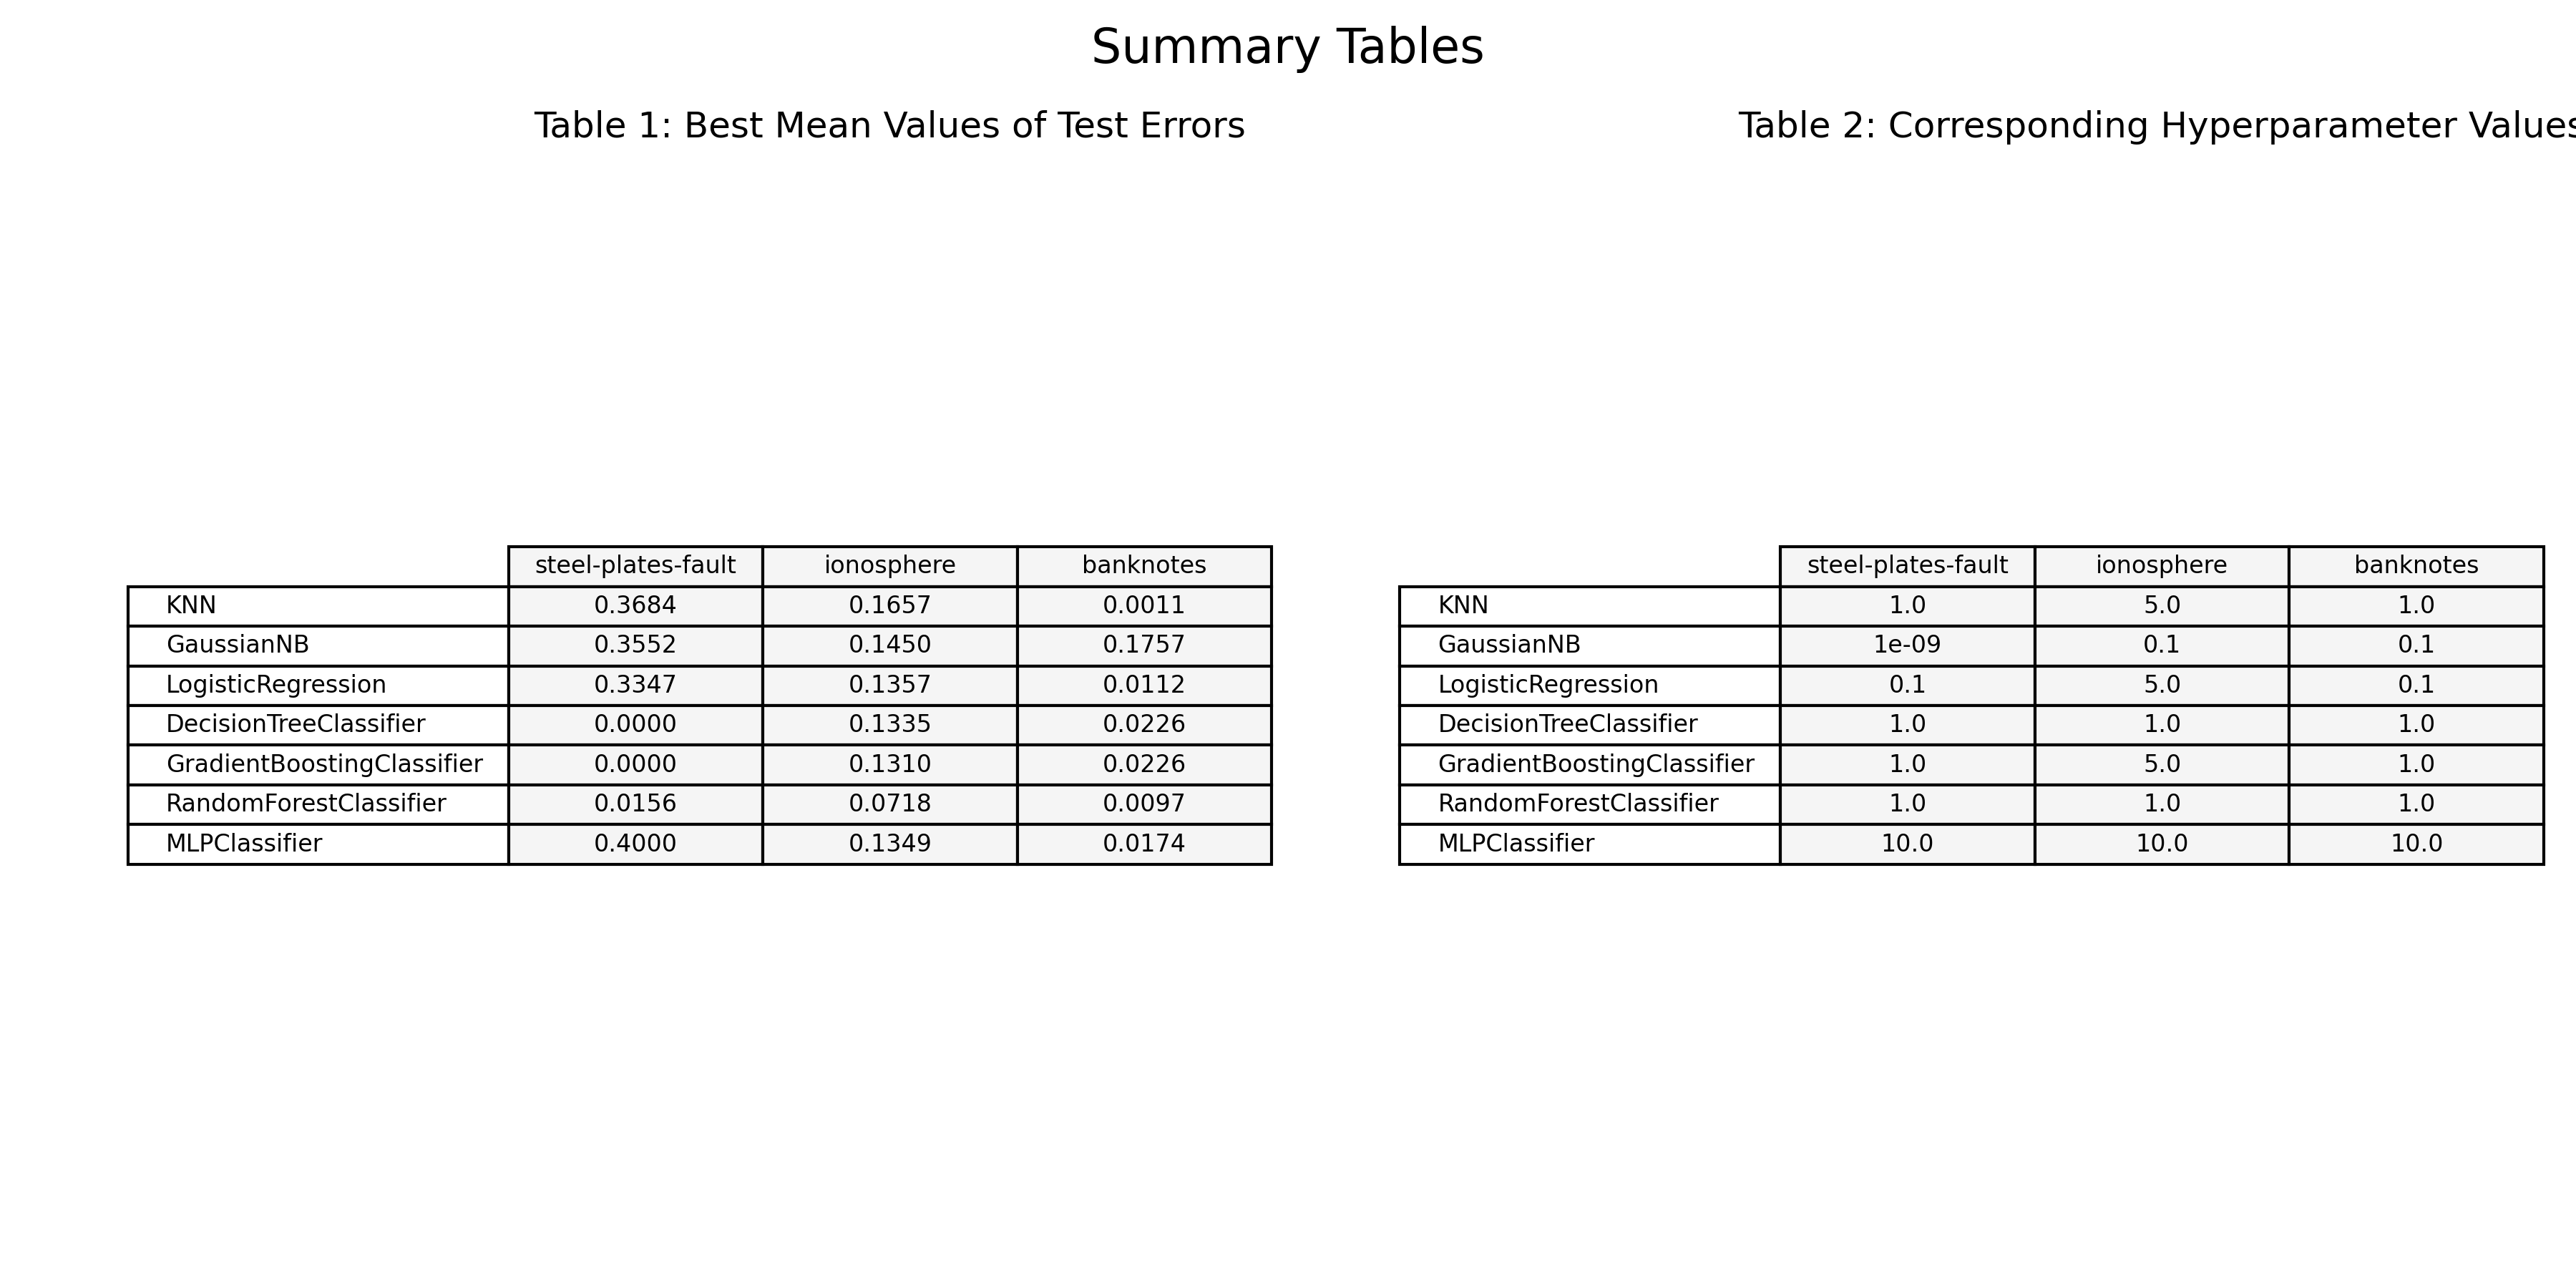 Summary Tables
Table 1: Best Mean Values of Test Errors
steel-plates-fault ionosphere banknotes
KNN 0.3684 0.1657 0.0011
GaussianNB 0.3552 0.1450 0.1757
LogisticRegression 0.3347 0.1357 0.0112
DecisionTreeClassifier 0.0000 0.1335 0.0226
GradientBoostingClassifier 0.0000 0.1310 0.0226
RandomForestClassifier 0.0156 0.0718 0.0097
MLPClassifier 0.4000 0.1349 0.0174
Table 2: Corresponding Hyperparameter Values
steel-plates-fault ionosphere banknotes
KNN 1.0 5.0 1.0
GaussianNB 1e-09 0.1 0.1
LogisticRegression 0.1 5.0 0.1
DecisionTreeClassifier 1.0 1.0 1.0
GradientBoostingClassifier 1.0 5.0 1.0
RandomForestClassifier 1.0 1.0 1.0
MLPClassifier 10.0 10.0 10.0